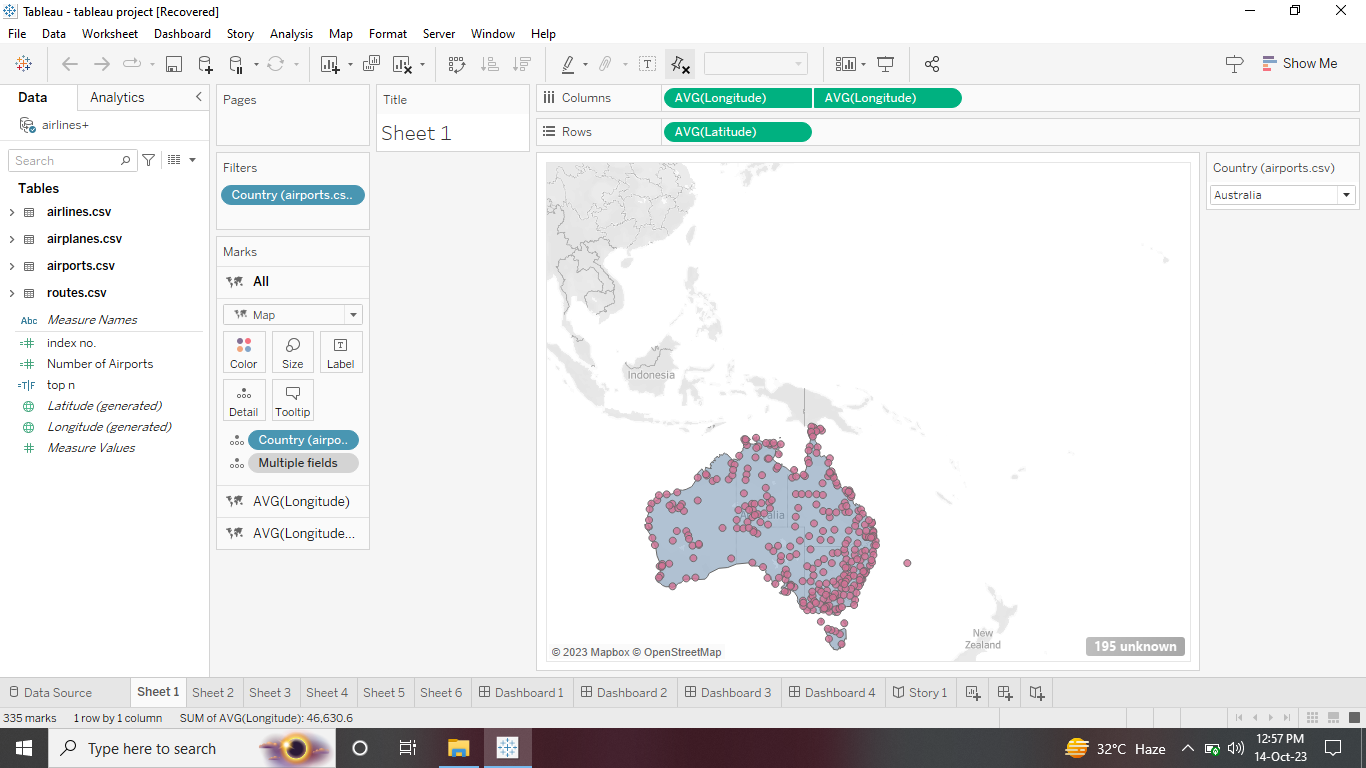 Tableau - tableau project [Recovered]
File Data Worksheet Dashboard Story Analysis Map Format Server Window Help
Show Me
Data Analytics
airlines+
Search
Tables
airlines.csv
airplanes.csv
airports.csv
routes.csv
Abc Measure Names
index no.
Number of Airports
=T|F top n
Latitude (generated)
Longitude (generated)
Measure Values
Pages
Filters
Country (airports.cs..
Marks
All
Map
Color Size Label
Detail Tooltip
Country (airpo..
Multiple fields
AVG(Longitude)
AVG(Longitude...
Title
Sheet 1
Columns AVG(Longitude) AVG(Longitude)
Rows AVG(Latitude)
Indonesia
Australia
New
Zealand
195 unknown
© 2023 Mapbox © OpenStreetMap
Country (airports.csv)
Australia
Data Source Sheet 1 Sheet 2 Sheet 3 Sheet 4 Sheet 5 Sheet 6 Dashboard 1 Dashboard 2 Dashboard 3 Dashboard 4 Story 1
335 marks 1 row by 1 column SUM of AVG(Longitude): 46,630.6
Type here to search
32°C Haze
12:57 PM
14-Oct-23